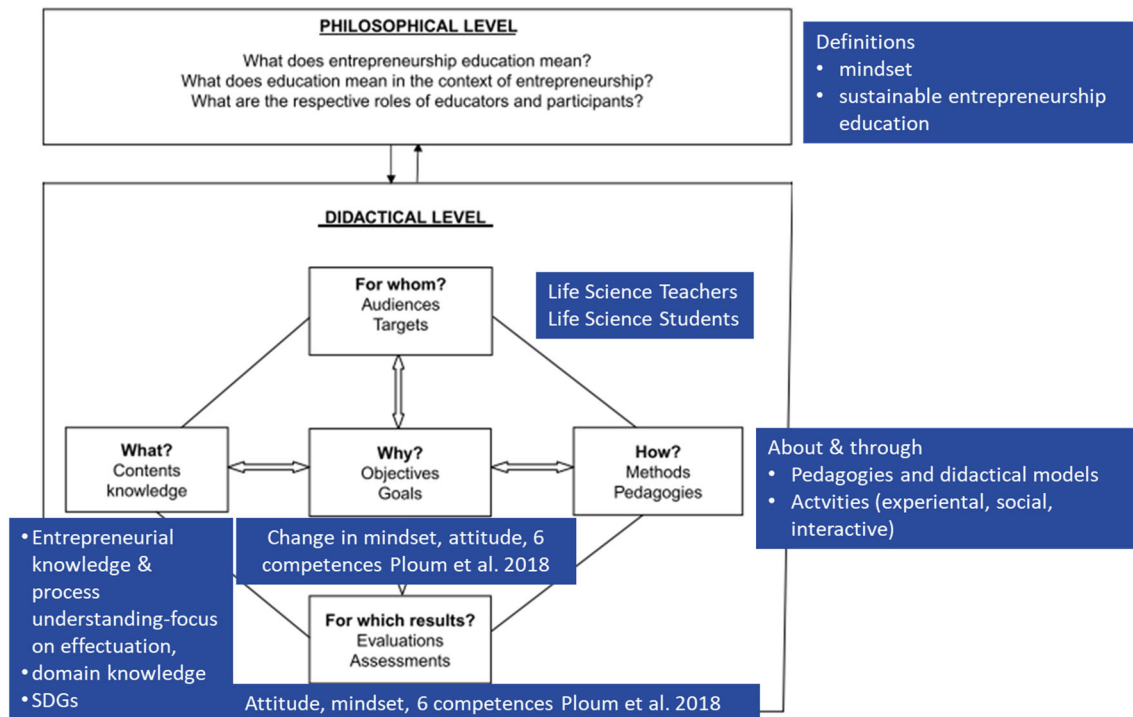 PHILOSOPHICAL LEVEL
What does entrepreneurship education mean?
What does education mean in the context of entrepreneurship?
What are the respective roles of educators and participants?
Definitions
• mindset
• sustainable entrepreneurship
education
DIDACTICAL LEVEL
For whom?
Audiences
Targets
Life Science Teachers
Life Science Students
What?
Contents
knowledge
Why?
Objectives
Goals
How?
Methods
Pedagogies
About & through
• Pedagogies and didactical models
• Actvities (experiental, social,
interactive)
• Entrepreneurial
knowledge &
process
understanding-focus
on effectuation,
• domain knowledge
• SDGs
Change in mindset, attitude, 6
competences Ploum et al. 2018
For which results?
Evaluations
Assessments
Attitude, mindset, 6 competences Ploum et al. 2018